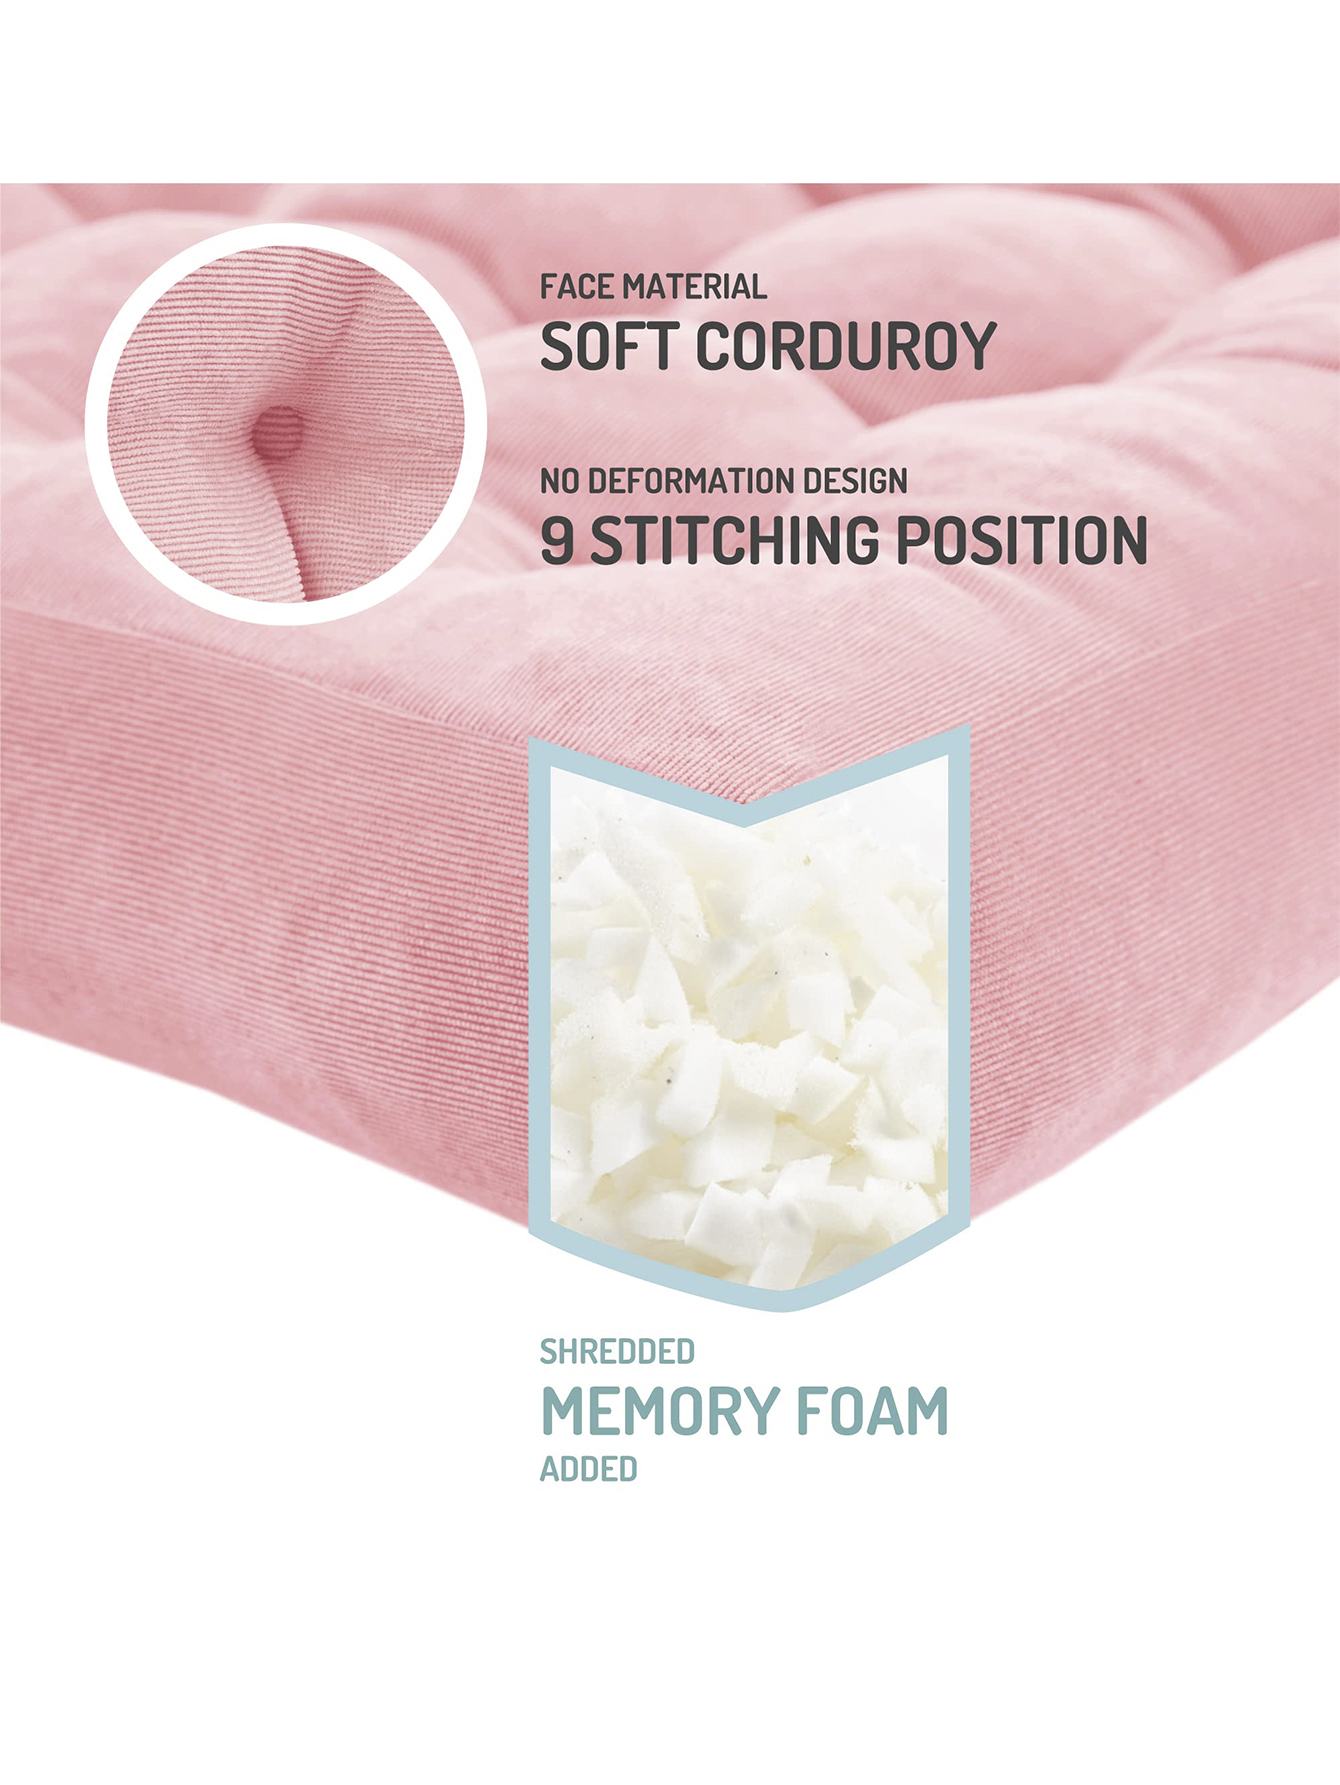 FACE MATERIAL
SOFT CORDUROY
NO DEFORMATION DESIGN
9 STITCHING POSITION
SHREDDED
MEMORY FOAM
ADDED